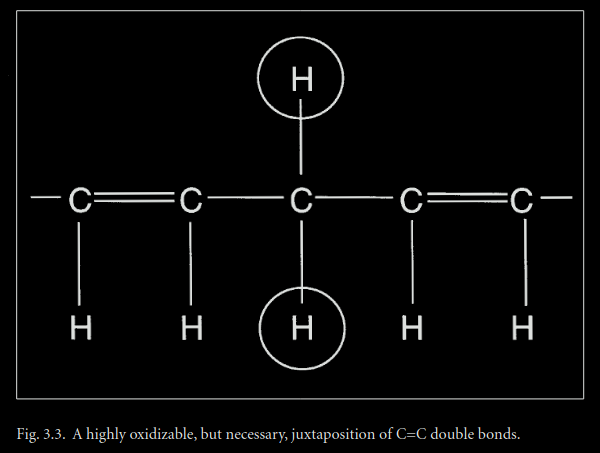 H
C C C C C
H H H H H
Fig. 3.3. A highly oxidizable, but necessary, juxtaposition of C=C double bonds.